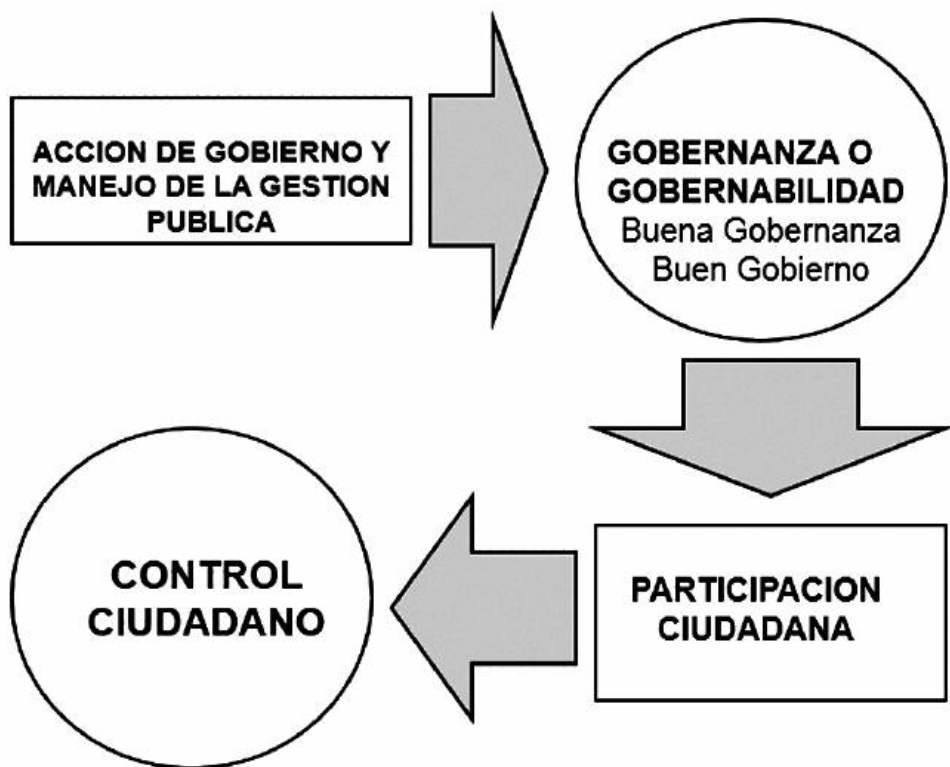 ACCION DE GOBIERNO Y
MANEJO DE LA GESTION
PUBLICA
GOBERNANZA O
GOBERNABILIDAD
Buena Gobernanza
Buen Gobierno
PARTICIPACION
CIUDADANA
CONTROL
CIUDADANO